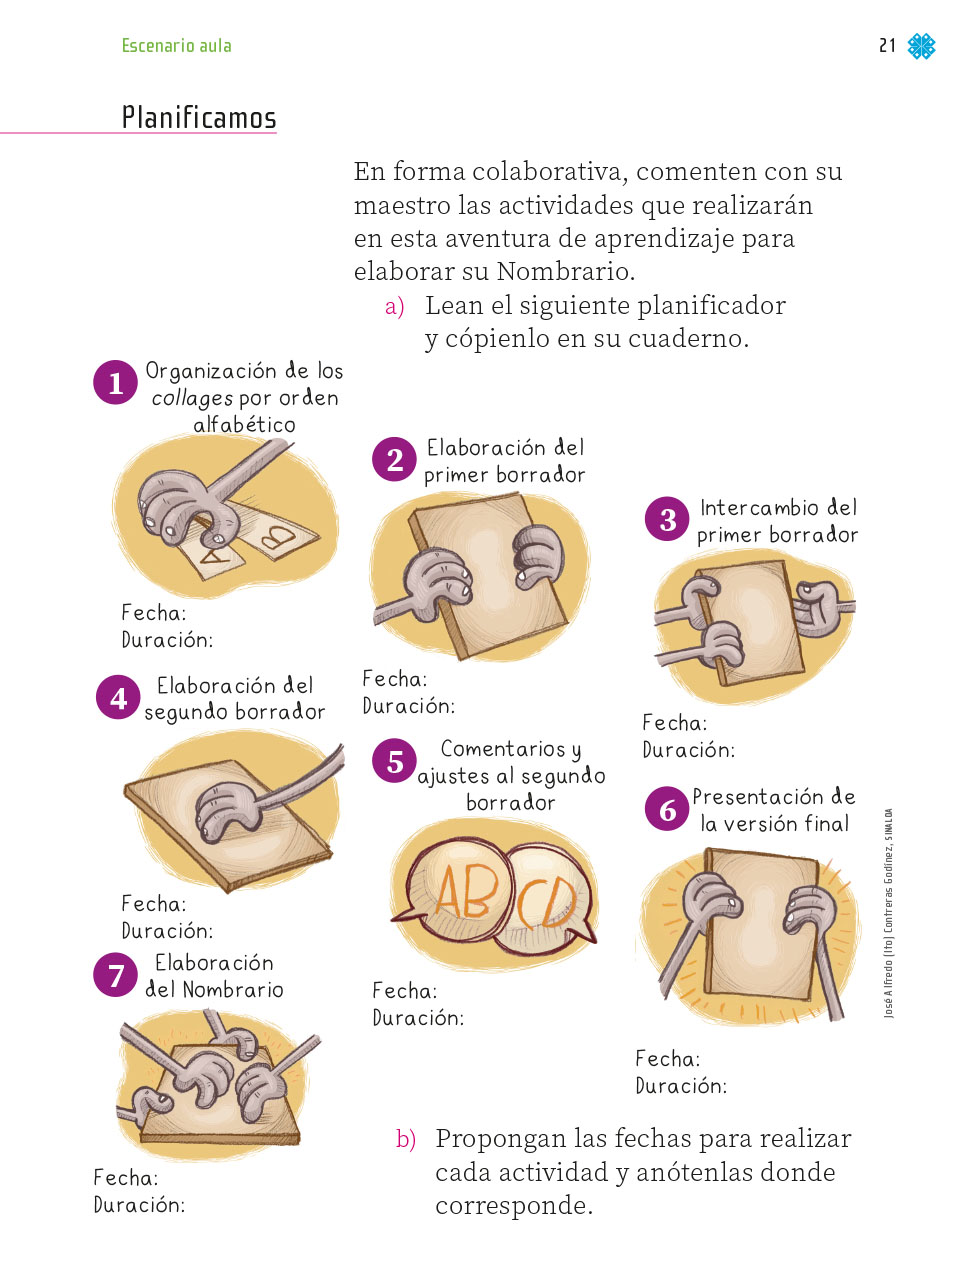 Escenario aula
21
Planificamos
En forma colaborativa, comenten con su
maestro las actividades que realizarán
en esta aventura de aprendizaje para
elaborar su Nombrario.
a) Lean el siguiente planificador
y cópienlo en su cuaderno.
1 Organización de los
collages por orden
alfabético
A
B
Fecha:
Duración:
2 Elaboración del
primer borrador
Fecha:
Duración:
3 Intercambio del
primer borrador
Fecha:
Duración:
4 Elaboración del
segundo borrador
Fecha:
Duración:
5 Comentarios y
ajustes al segundo
borrador
AB
CD
Fecha:
Duración:
6 Presentación de
la versión final
Fecha:
Duración:
7 Elaboración
del Nombrario
Fecha:
Duración:
b) Propongan las fechas para realizar
cada actividad y anótenlas donde
corresponde.
José Alfredo (Ito) Contreras Godínez, SINALOA